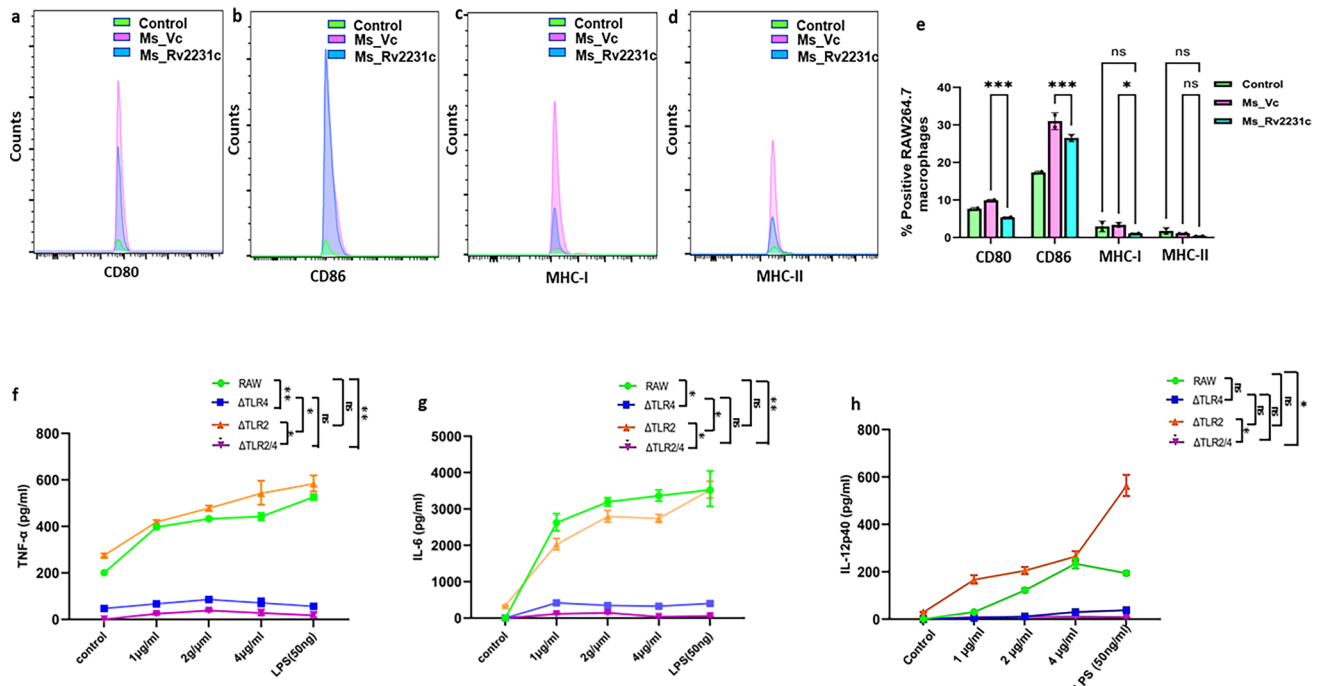 a
Control
Ms_Vc
Ms_Rv2231c
Counts
CD80
b
Control
Ms_Vc
Ms_Rv2231c
Counts
CD86
c
Control
Ms_Vc
Ms_Rv2231c
Counts
MHC-I
d
Control
Ms_Vc
Ms_Rv2231c
Counts
MHC-II
e
ns
ns
***
***
*
ns
Control
Ms_Vc
Ms_Rv2231c
% Positive RAW264.7
macrophages
40
30
20
10
0
CD80 CD86 MHC-I MHC-II
f
RAW
ΔTLR4
ΔTLR2
ΔTLR2/4
**
*
*
ns
ns
**
TNF-α (pg/ml)
800
600
400
200
0
control
1µg/ml
2g/µml
4µg/ml
LPS(50ng)
g
RAW
ΔTLR4
ΔTLR2
ΔTLR2/4
*
*
*
ns
ns
**
IL-6 (pg/ml)
5000
4000
3000
2000
1000
0
control
1µg/ml
2g/µml
4µg/ml
LPS(50ng)
h
RAW
ΔTLR4
ΔTLR2
ΔTLR2/4
ns
*
ns
ns
ns
*
IL-12p40 (pg/ml)
800
600
400
200
0
Control
1 µg/ml
2 µg/ml
4 µg/ml
LPS (50ng/ml)